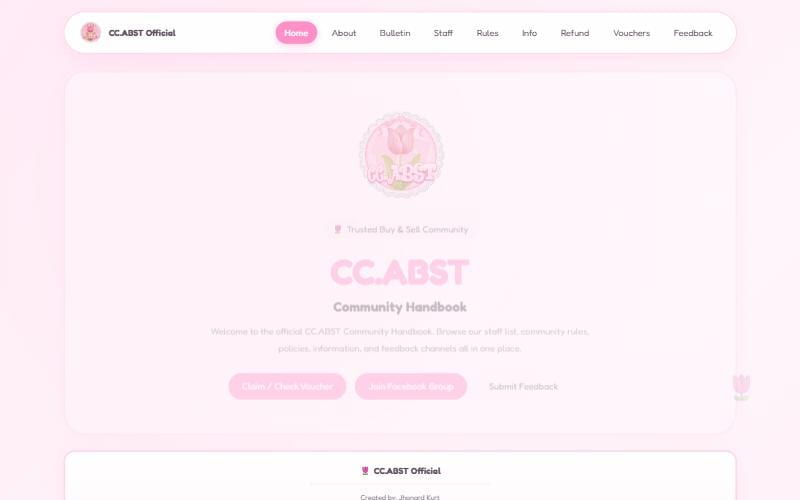 CC.ABST Official
Home
About
Bulletin
Staff
Rules
Info
Refund
Vouchers
Feedback
CC.ABST
Trusted Buy & Sell Community
CC.ABST
Community Handbook
Welcome to the official CC.ABST Community Handbook. Browse our staff list, community rules,
policies, information, and feedback channels all in one place.
Claim / Check Voucher
Join Facebook Group
Submit Feedback
CC.ABST Official
Created by: Jhenard Kurt